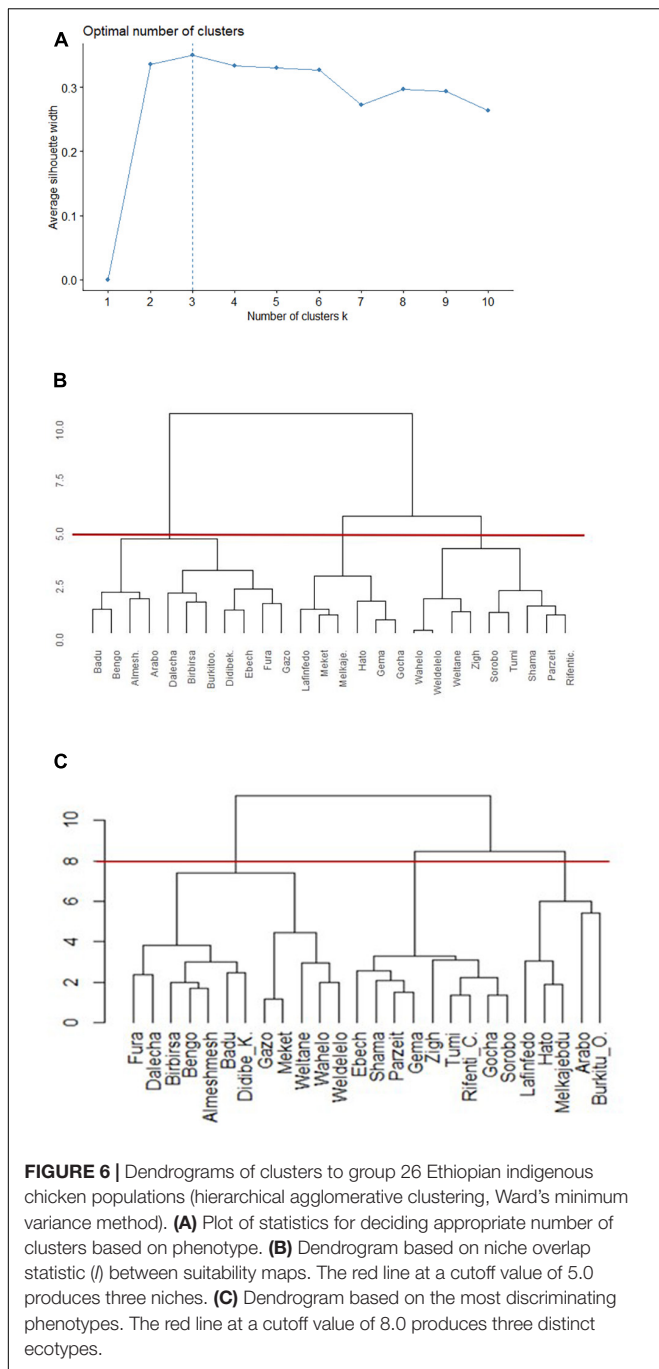 A
Optimal number of clusters
0.3
0.2
0.1
0.0
Average silhouette width
1 2 3 4 5 6 7 8 9 10
Number of clusters k
B
10.0
7.5
5.0
2.5
0.0
Badu Bengo Almesh. Arabo Dalecha Birbirsa Burkitoo. Didibek. Ebech Fura Gazo Lafinfedo Meket Melkaje. Hato Gema Gocha Wahelo Weldelelo Weltane Zigh Sorobo Tumi Shama Parzeit Rifentic.
C
10
8
6
4
2
0
Fura Dalecha Birbirsa Bengo Almeshmesh Badu Didibe_K. Gazo Meket Weltane Wahelo Weldelelo Ebech Shama Parzeit Gema Zigh Tumi Rifenti_C. Gocha Sorobo Lafinfedo Hato Melkajebdu Arabo Burkitu_O.
FIGURE 6 | Dendrograms of clusters to group 26 Ethiopian indigenous
chicken populations (hierarchical agglomerative clustering, Ward's minimum
variance method). (A) Plot of statistics for deciding appropriate number of
clusters based on phenotype. (B) Dendrogram based on niche overlap
statistic (I) between suitability maps. The red line at a cutoff value of 5.0
produces three niches. (C) Dendrogram based on the most discriminating
phenotypes. The red line at a cutoff value of 8.0 produces three distinct
ecotypes.